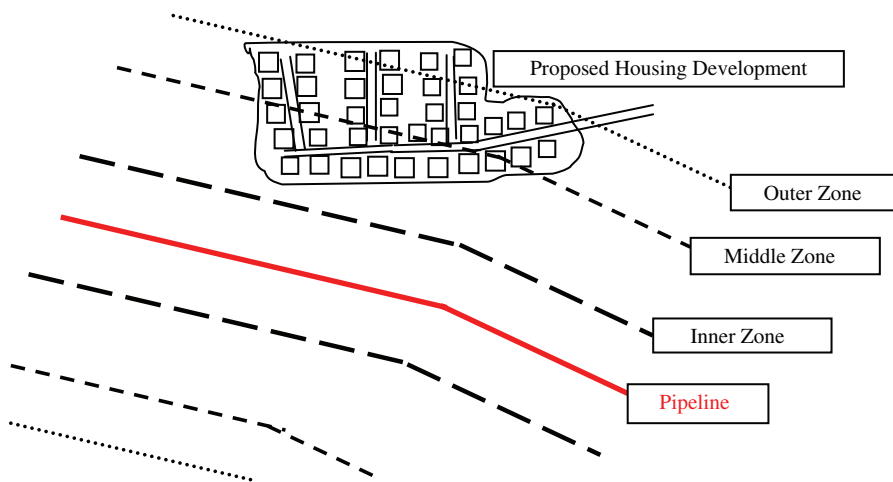 Proposed Housing Development
Outer Zone
Middle Zone
Inner Zone
Pipeline